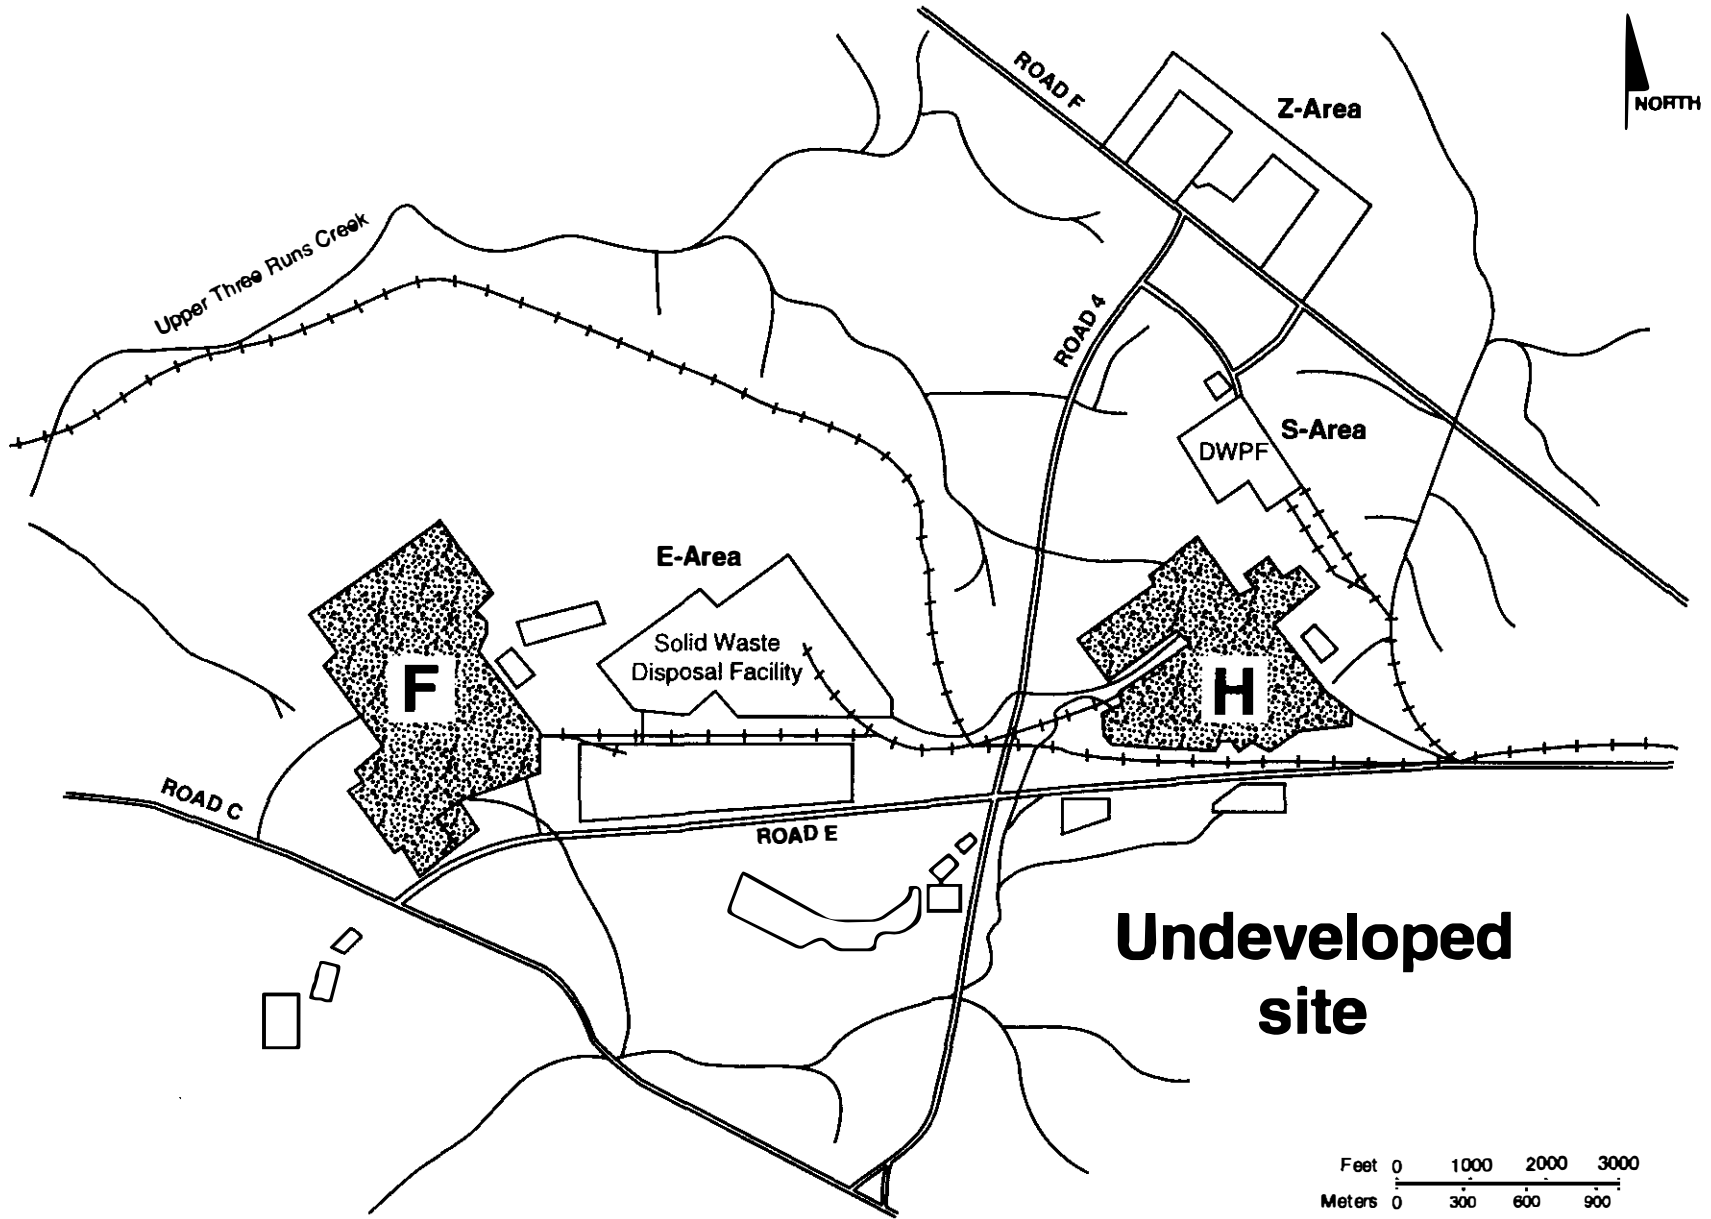 ROAD F
Z-Area
NORTH
Upper Three Runs Creek
ROAD 4
S-Area
DWPF
E-Area
Solid Waste
Disposal Facility
F
H
ROAD C
ROAD E
Undeveloped
site
Feet 0 1000 2000 3000
Meters 0 300 600 900